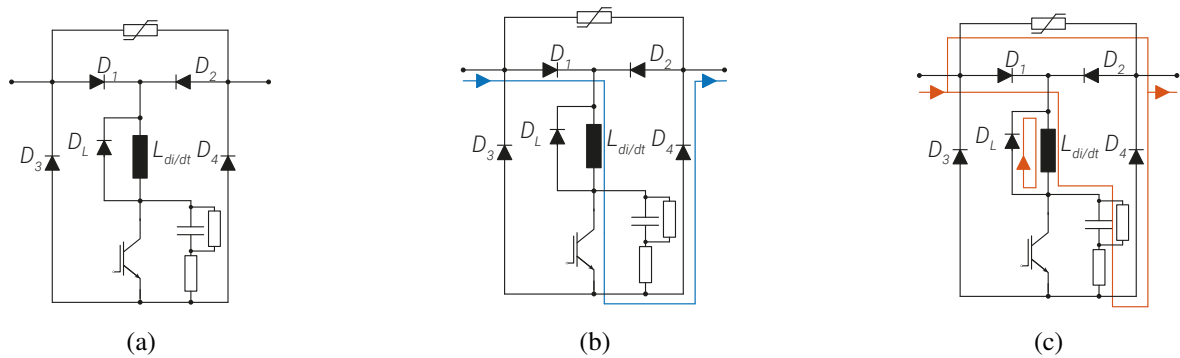 D1 D2
DL
Ldi/dt
D3 D4
(a)
D1 D2
DL
Ldi/dt
D3 D4
(b)
D1 D2
DL
Ldi/dt
D3 D4
(c)